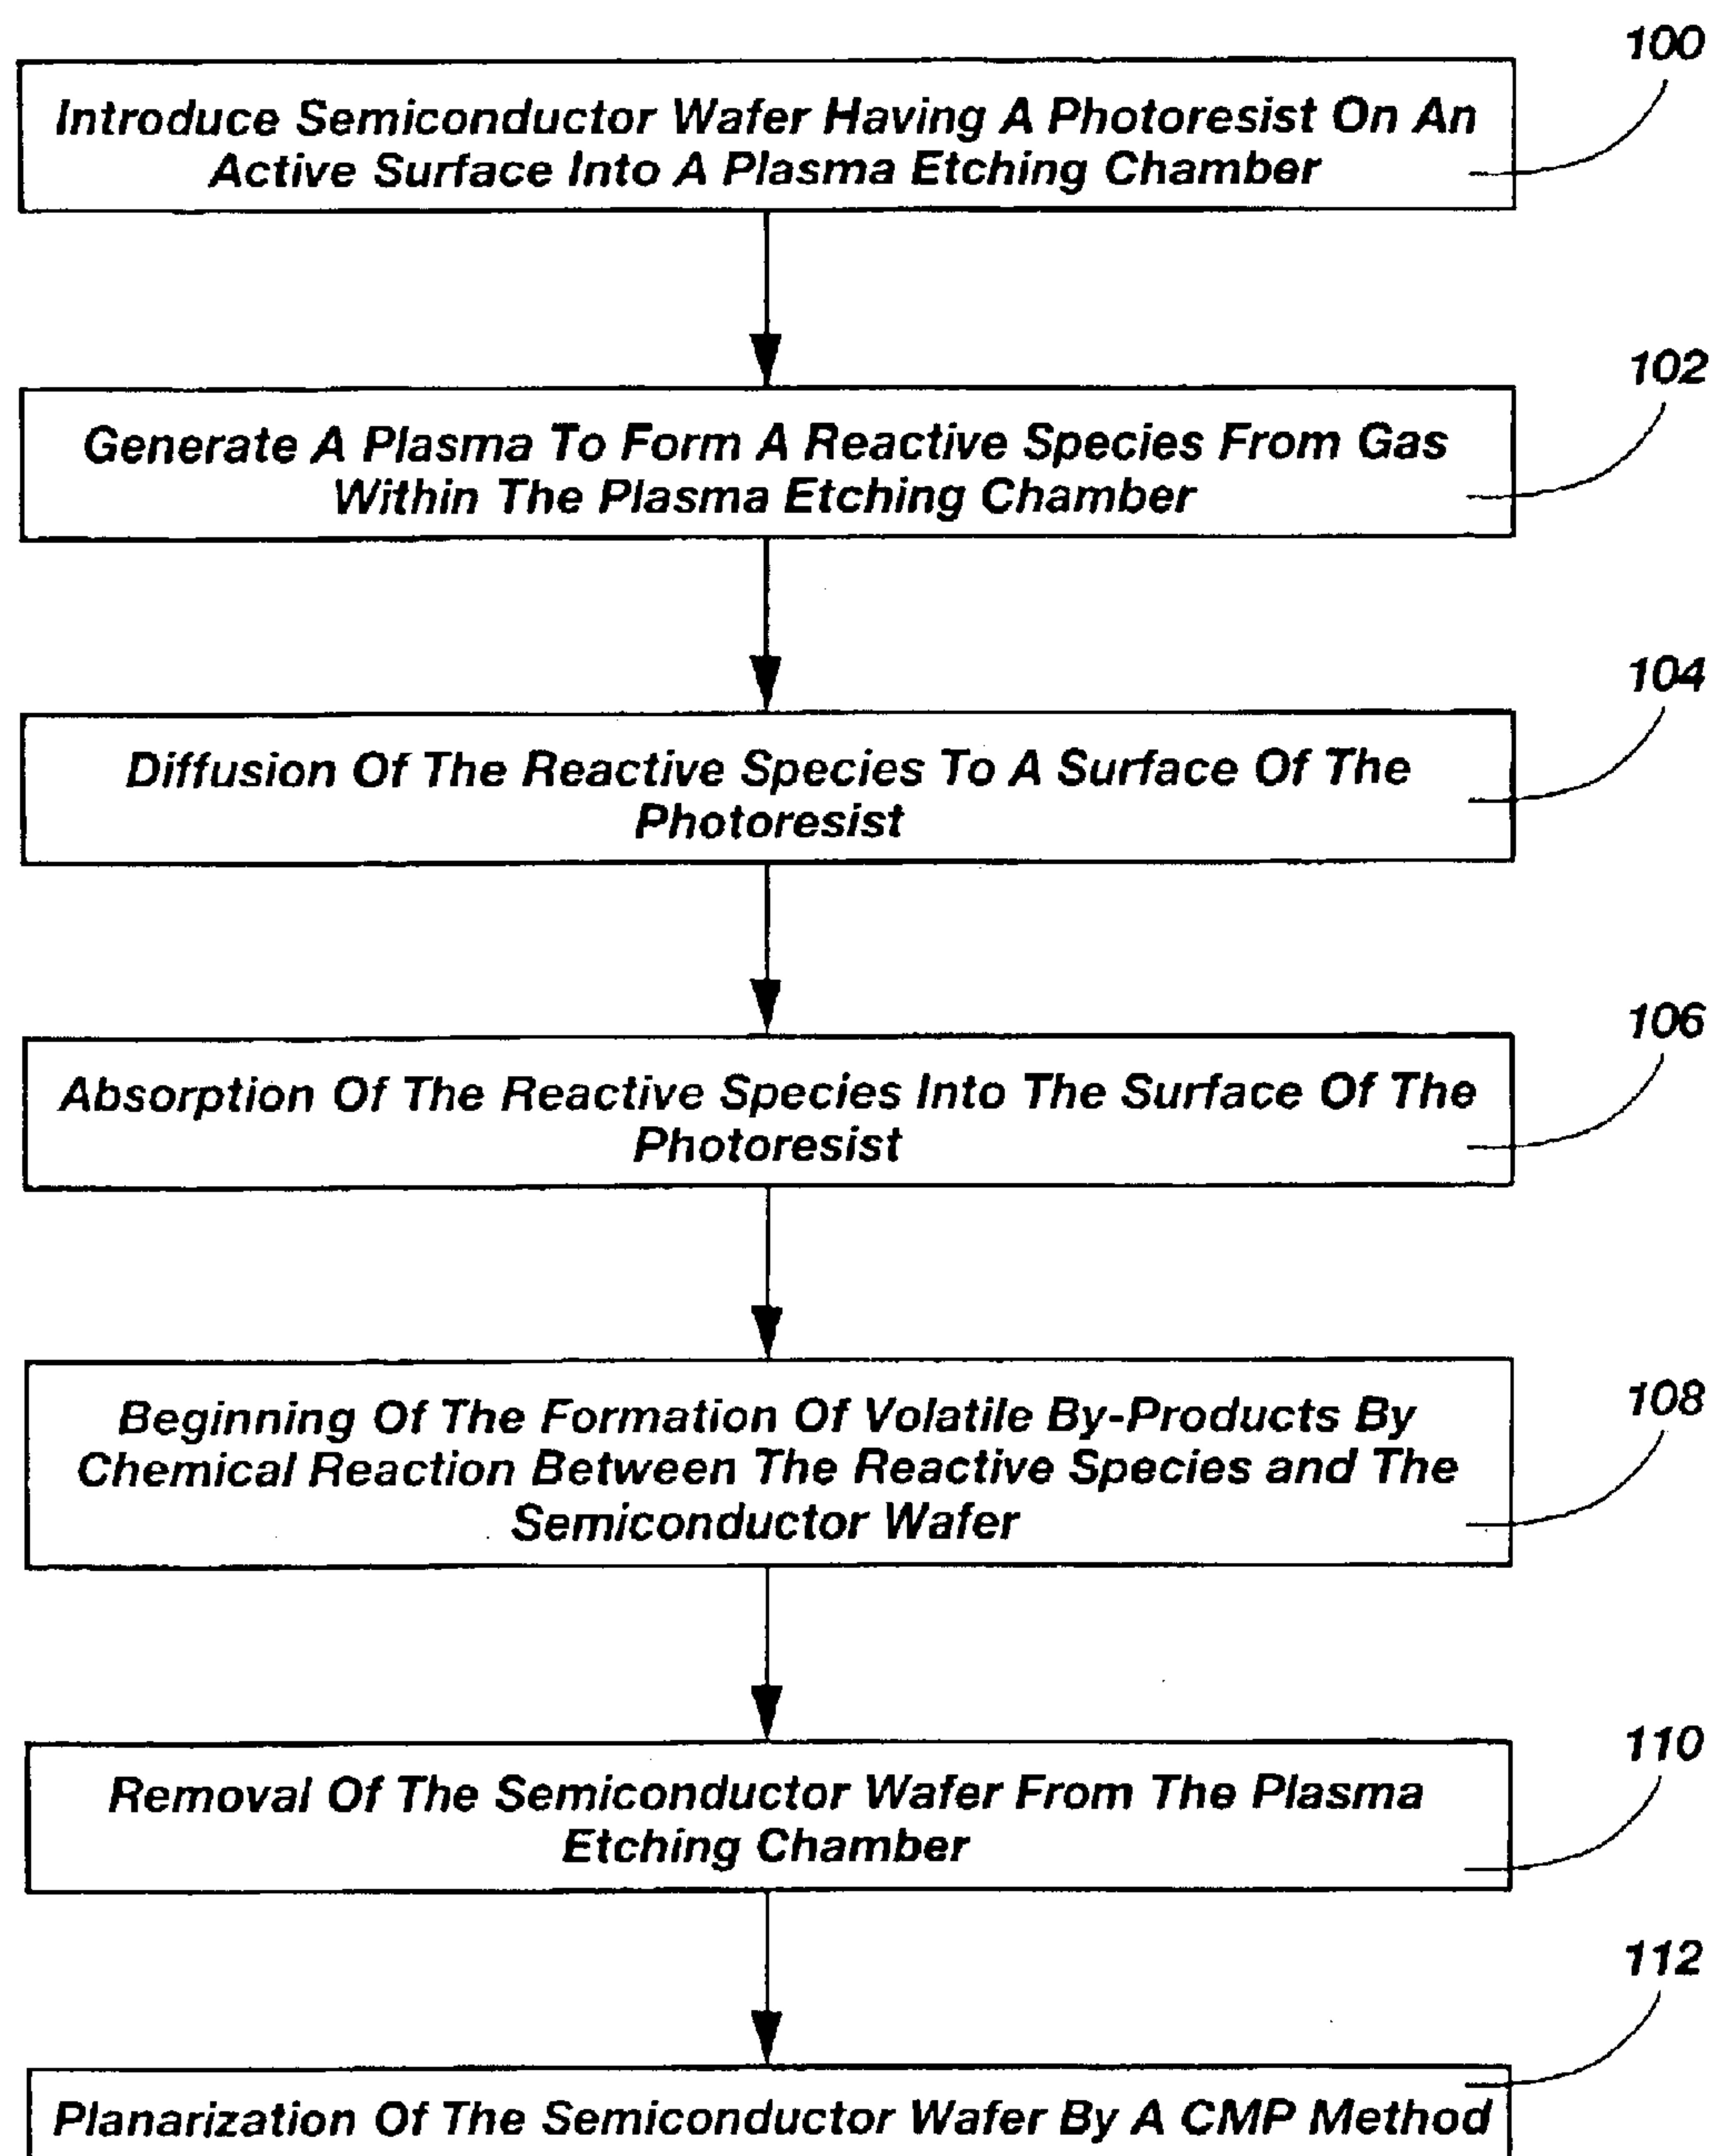 100
Introduce Semiconductor Wafer Having A Photoresist On An
Active Surface Into A Plasma Etching Chamber
102
Generate A Plasma To Form A Reactive Species From Gas
Within The Plasma Etching Chamber
104
Diffusion Of The Reactive Species To A Surface Of The
Photoresist
106
Absorption Of The Reactive Species Into The Surface Of The
Photoresist
108
Beginning Of The Formation Of Volatile By-Products By
Chemical Reaction Between The Reactive Species and The
Semiconductor Wafer
110
Removal Of The Semiconductor Wafer From The Plasma
Etching Chamber
112
Planarization Of The Semiconductor Wafer By A CMP Method